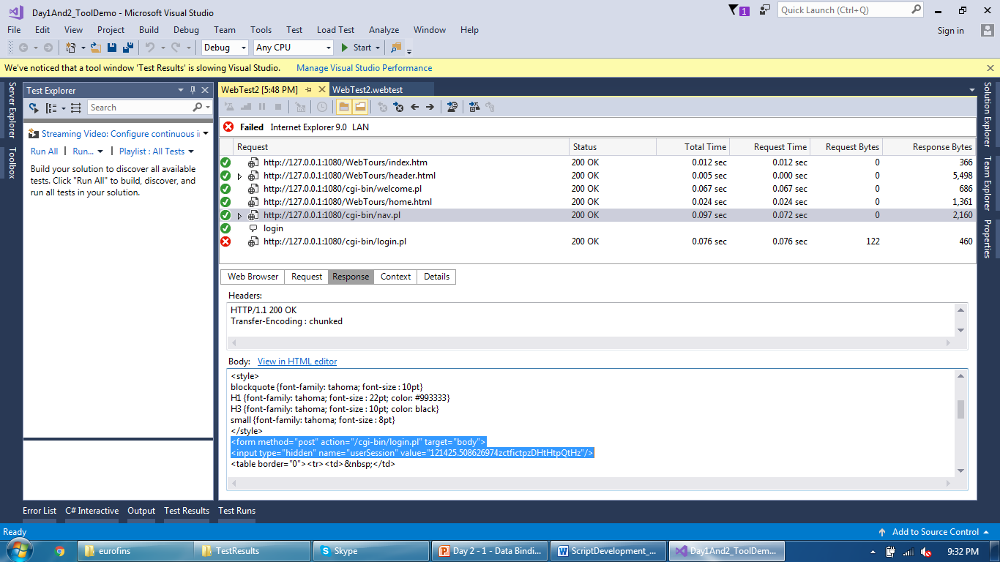 Day1And2_ToolDemo - Microsoft Visual Studio
1
Quick Launch (Ctrl+Q)
File Edit View Project Build Debug Team Tools Test Load Test Analyze Window Help
Sign in
Debug Any CPU Start
We've noticed that a tool window 'Test Results' is slowing Visual Studio. Manage Visual Studio Performance
Server Explorer
Toolbox
Test Explorer
Search
Streaming Video: Configure continuous i
Run All | Run... | Playlist : All Tests
Build your solution to discover all available
tests. Click "Run All" to build, discover, and
run all tests in your solution.
WebTest2 [5:48 PM] WebTest2.webtest
Failed Internet Explorer 9.0 LAN
Request Status Total Time Request Time Request Bytes Response Bytes
http://127.0.0.1:1080/WebTours/index.htm 200 OK 0.012 sec 0.012 sec 0 366
http://127.0.0.1:1080/WebTours/header.html 200 OK 0.005 sec 0.000 sec 0 5,498
http://127.0.0.1:1080/cgi-bin/welcome.pl 200 OK 0.067 sec 0.067 sec 0 686
http://127.0.0.1:1080/WebTours/home.html 200 OK 0.024 sec 0.024 sec 0 1,361
http://127.0.0.1:1080/cgi-bin/nav.pl 200 OK 0.097 sec 0.072 sec 0 2,160
login
http://127.0.0.1:1080/cgi-bin/login.pl 200 OK 0.076 sec 0.076 sec 122 460
Web Browser Request Response Context Details
Headers:
HTTP/1.1 200 OK
Transfer-Encoding : chunked
Body: View in HTML editor
<style>
blockquote {font-family: tahoma; font-size : 10pt}
H1 {font-family: tahoma; font-size : 22pt; color: #993333}
H3 {font-family: tahoma; font-size : 10pt; color: black}
small {font-family: tahoma; font-size : 8pt}
</style>
<form method="post" action="/cgi-bin/login.pl" target="body">
<input type="hidden" name="userSession" value="121425.508626974zctfictpzDHtHtpQtHz"/>
<table border="0"><tr><td>&nbsp;</td>
Solution Explorer
Team Explorer
Properties
Error List C# Interactive Output Test Results Test Runs
Ready
Add to Source Control
eurofins TestResults Skype Day 2 - 1 - Data Bindi... ScriptDevelopment_... Day1And2_ToolDem... 9:32 PM